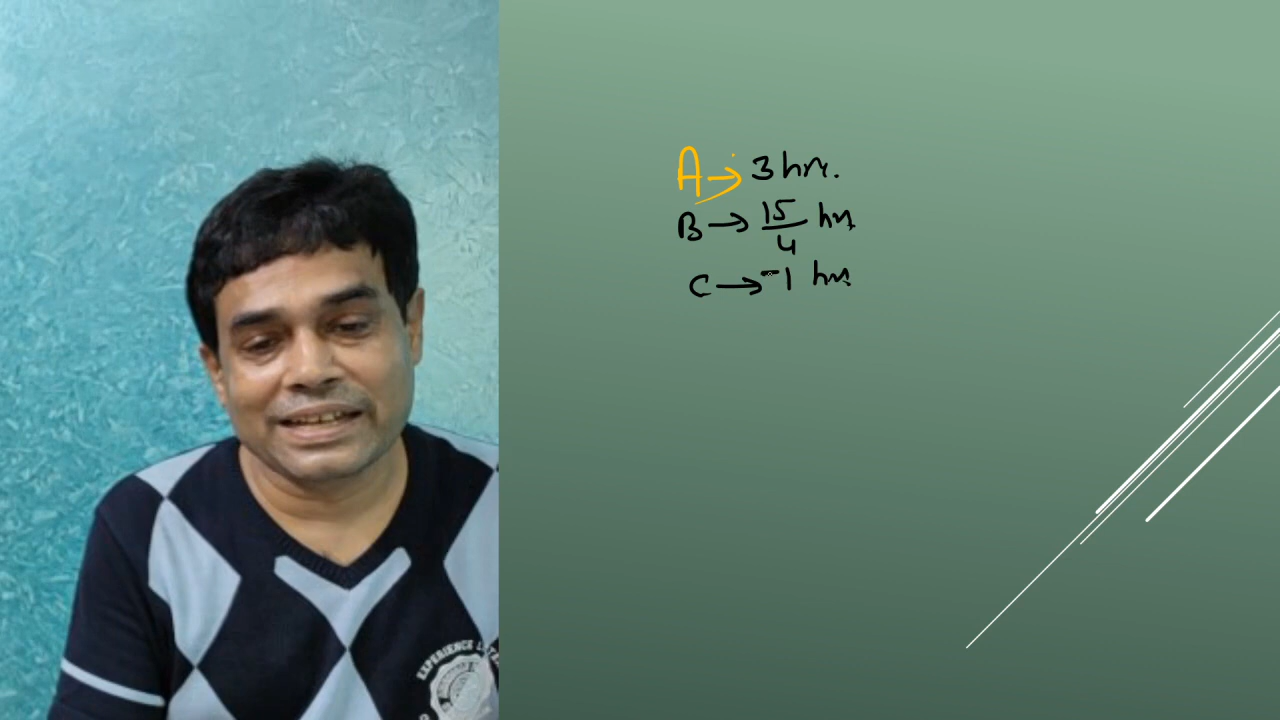 A → 3 hrs.
B → 15/4 hrs
C → -1 hrs
EXPERIENCE